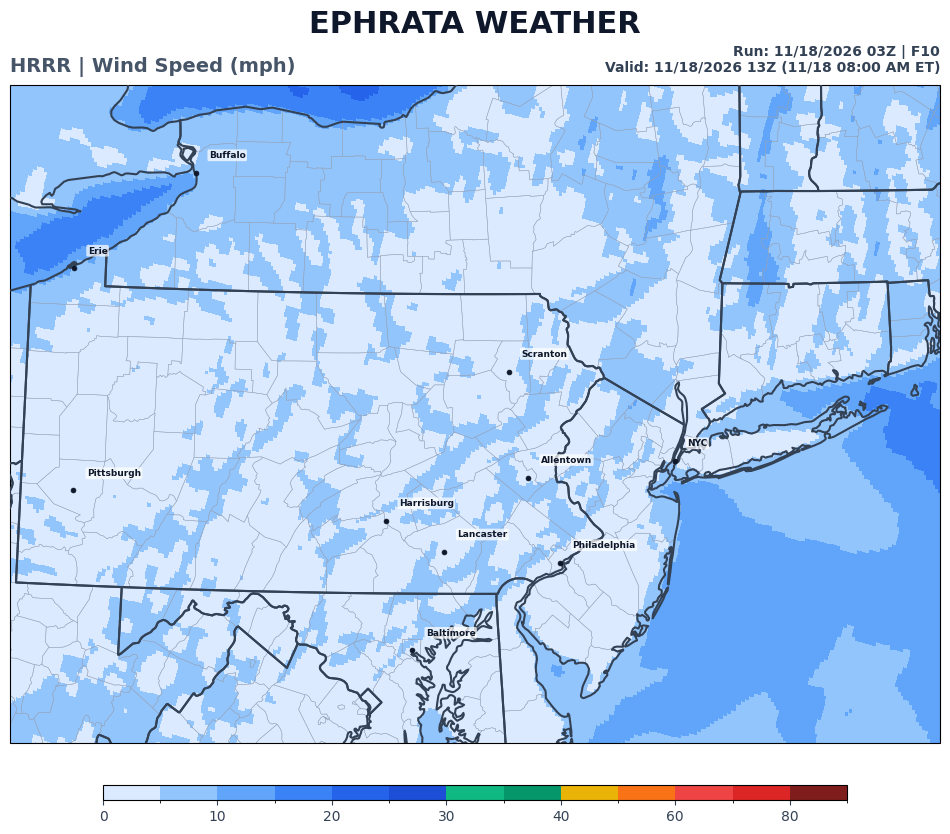 EPHRATA WEATHER
HRRR | Wind Speed (mph)
Run: 11/18/2026 03Z | F10
Valid: 11/18/2026 13Z (11/18 08:00 AM ET)
Buffalo
Erie
Scranton
NYC
Allentown
Pittsburgh
Harrisburg
Lancaster
Philadelphia
Baltimore
0 10 20 30 40 50 60 70 80